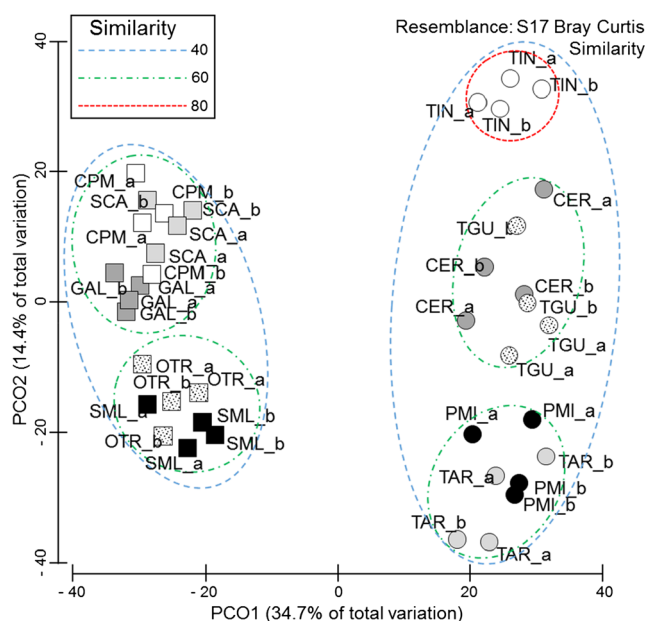 Similarity
40
60
80
Resemblance: S17 Bray Curtis
Similarity
TIN_a
TIN_b
TIN_a
TIN_b
CPM_a
CPM_b
SCA_b
SCA_b
CPM_a
SCA_a
SCA_a
CPM_b
GAL_b
GAL_a
GAL_a
GAL_b
CER_a
TGU_b
CER_b
CER_b
CER_a
TGU_b
TGU_a
TGU_a
OTR_a
OTR_b
OTR_a
SML_a
SML_b
OTR_b
SML_b
SML_a
PMI_a
PMI_a
TAR_b
TAR_a
PMI_b
PMI_b
TAR_b
TAR_a
40
20
0
- 20
- 40
PCO2 (14.4% of total variation)
- 40
- 20
0
20
40
PCO1 (34.7% of total variation)